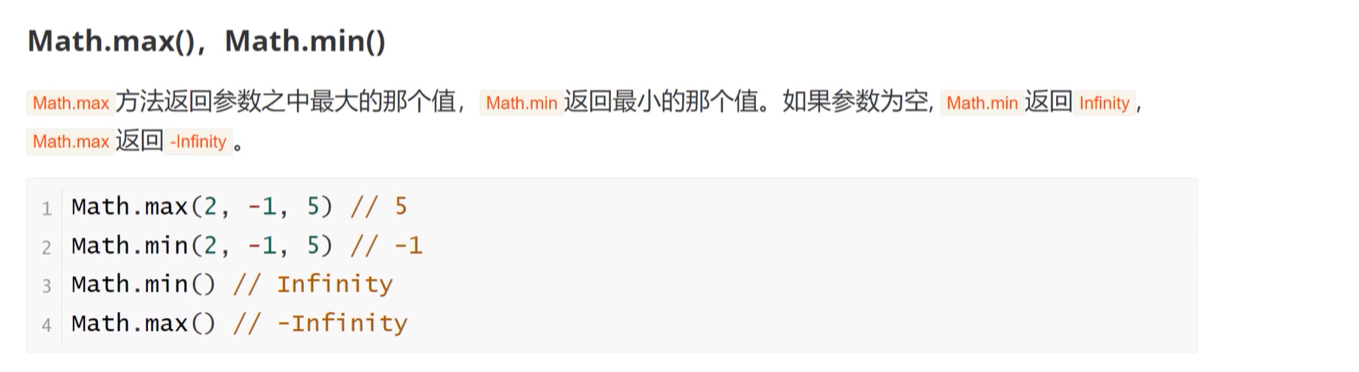 Math.max()，Math.min()
Math.max 方法返回参数之中最大的那个值， Math.min 返回最小的那个值。如果参数为空, Math.min 返回 Infinity ,
Math.max 返回 -Infinity 。
1 Math.max(2, -1, 5) // 5
2 Math.min(2, -1, 5) // -1
3 Math.min() // Infinity
4 Math.max() // -Infinity